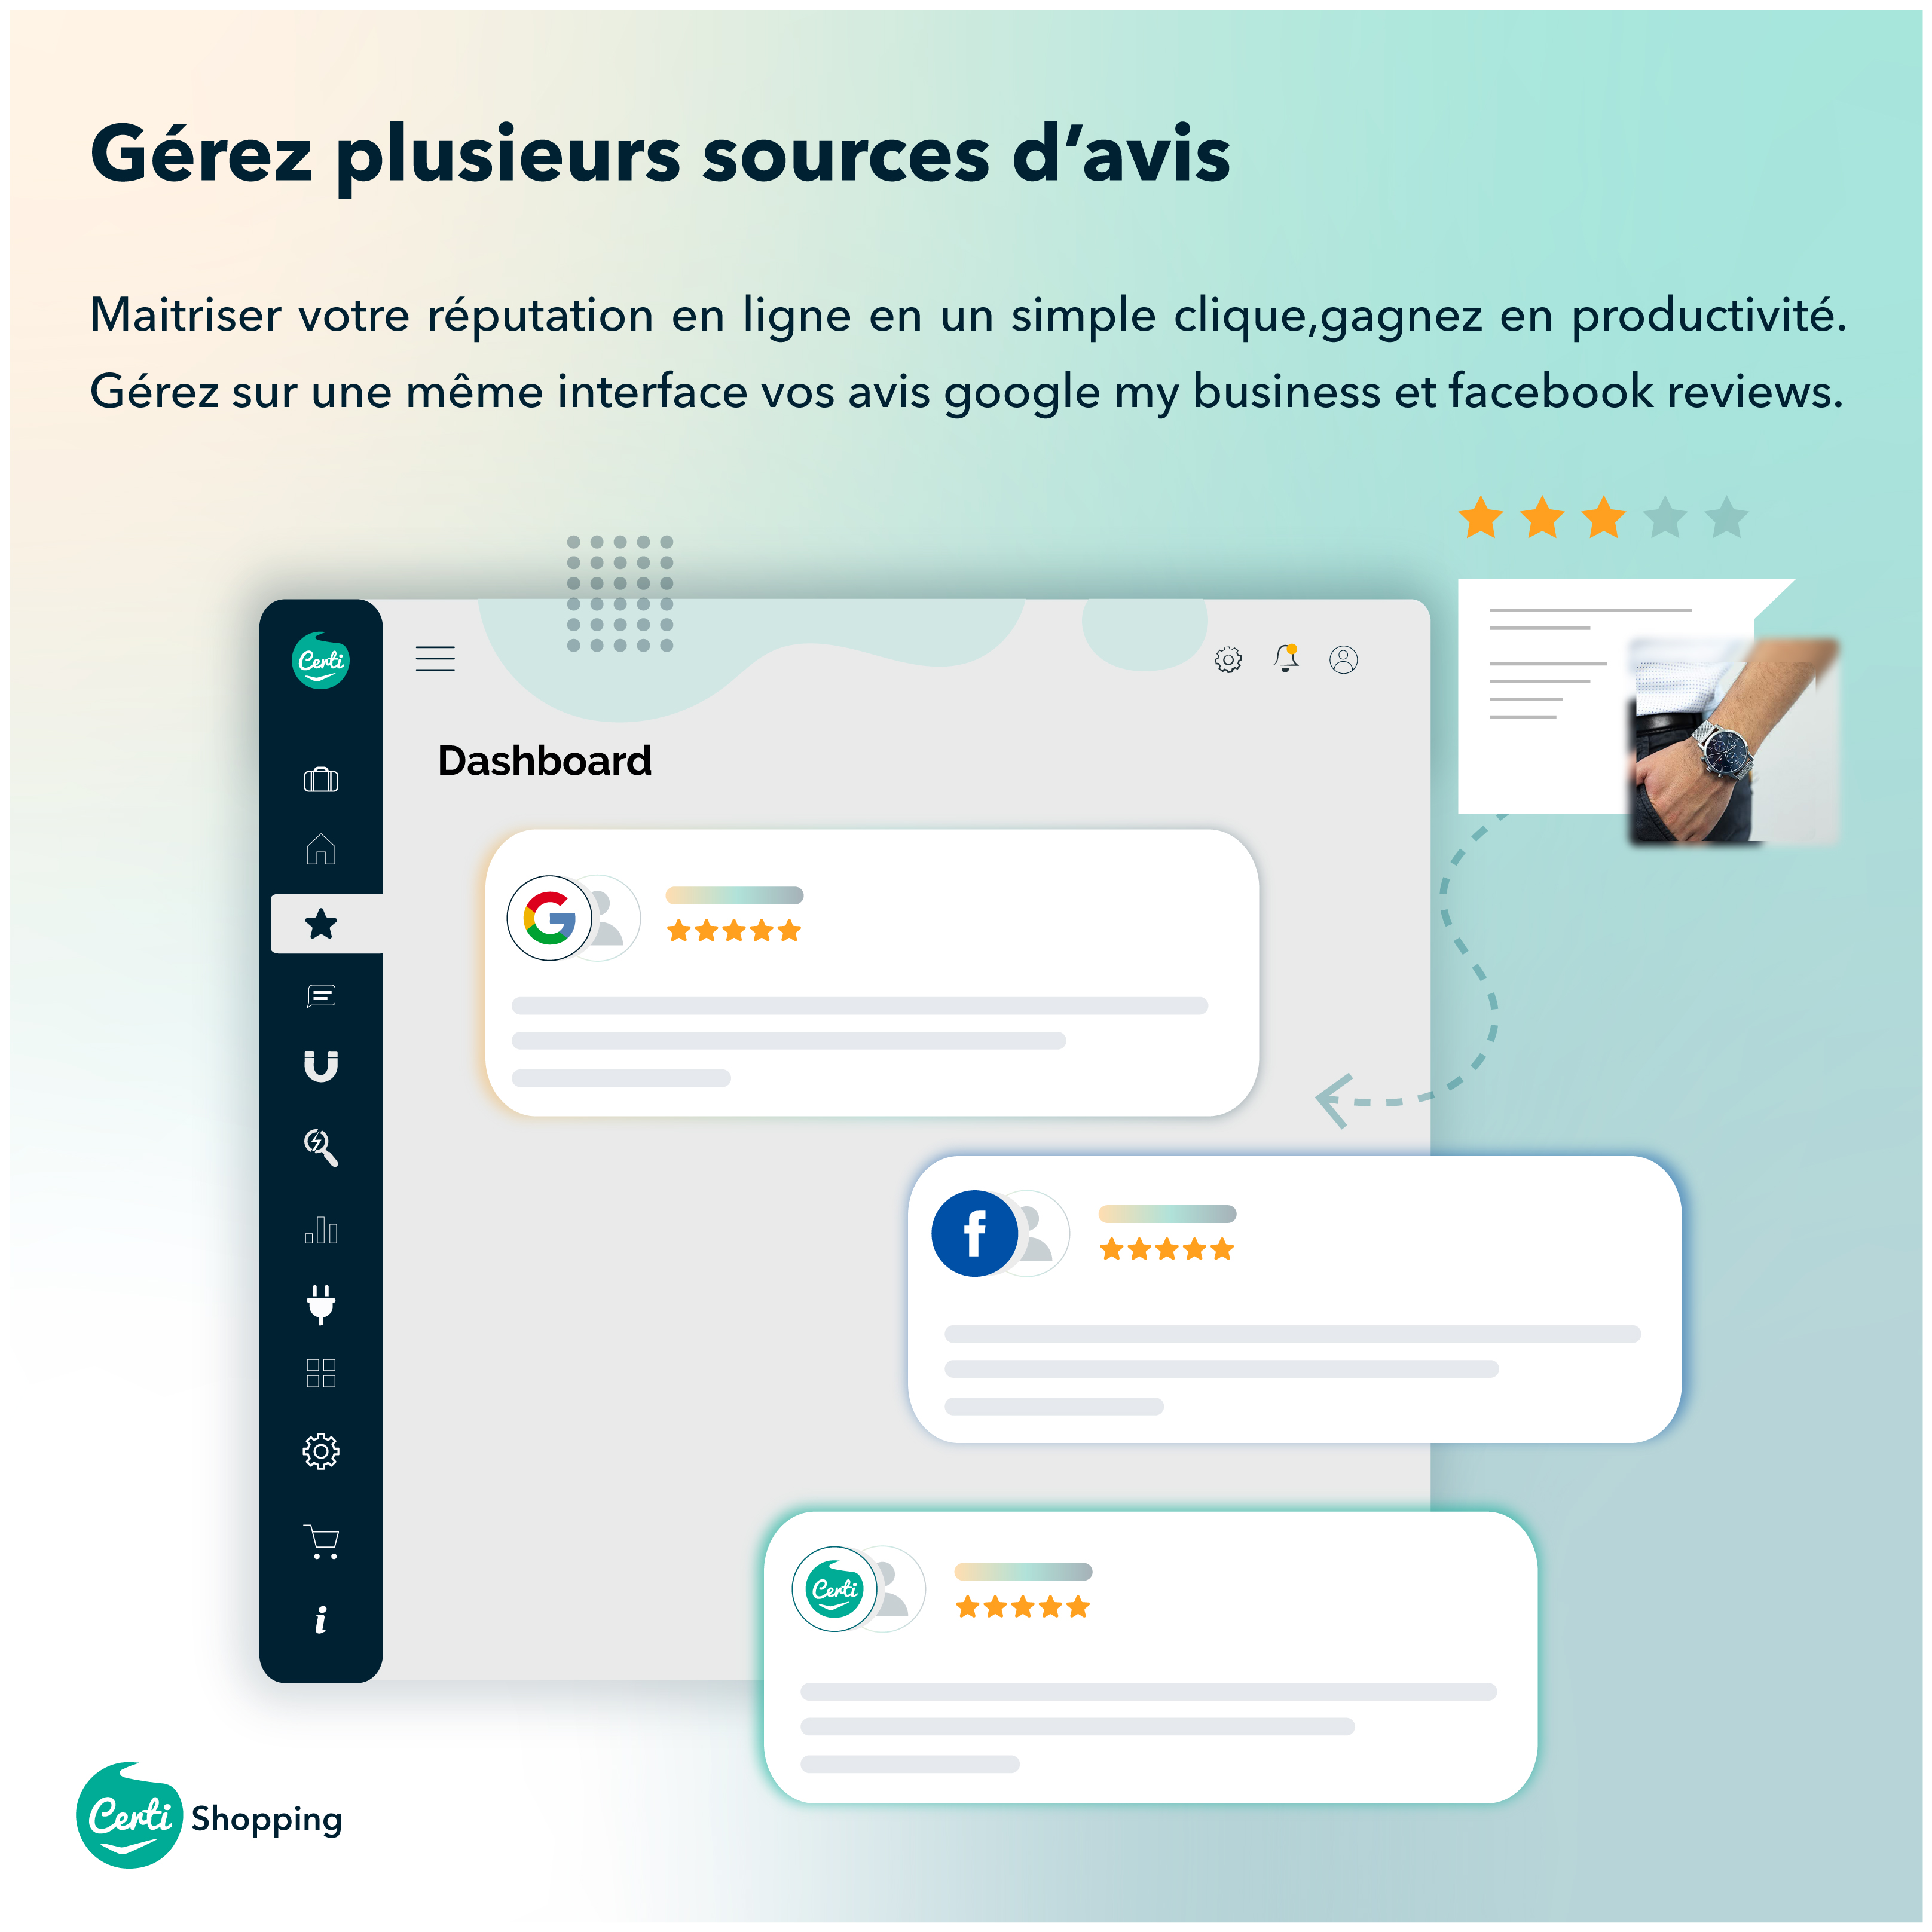 Gérez plusieurs sources d’avis
Maitriser votre réputation en ligne en un simple clique,gagnez en productivité.
Gérez sur une même interface vos avis google my business et facebook reviews.
Certi
Dashboard
G
f
Certi
i
Certi Shopping